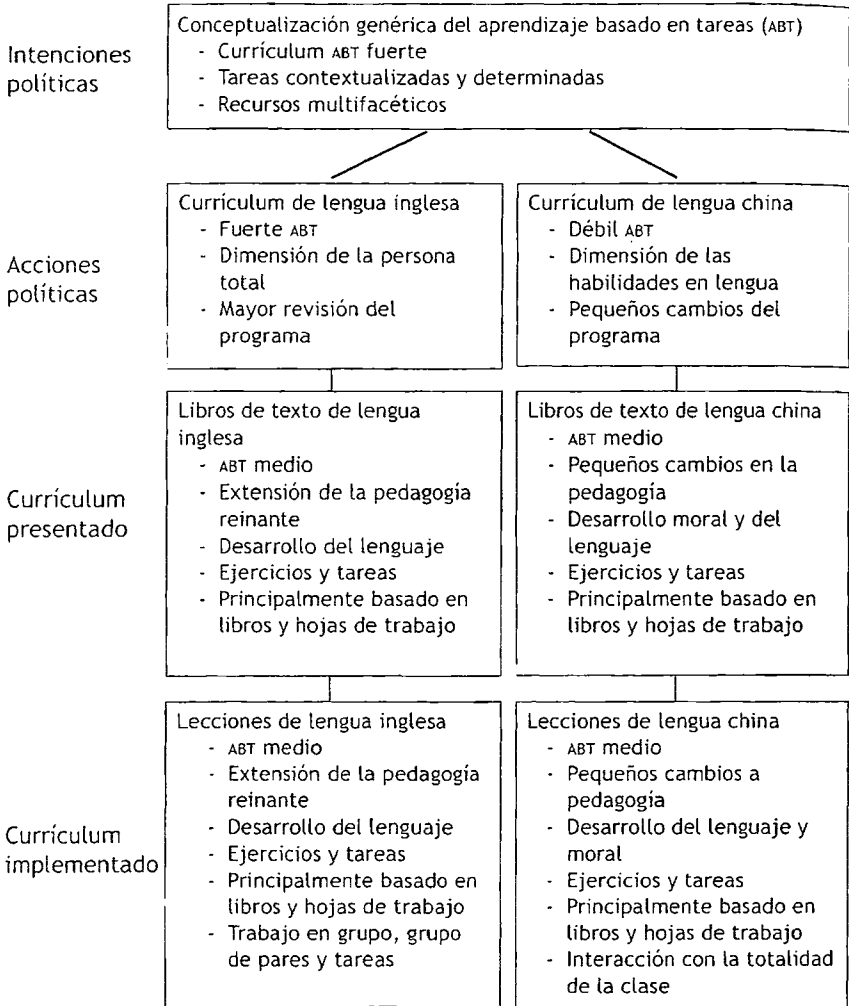 Intenciones
políticas
Conceptualización genérica del aprendizaje basado en tareas (ABT)
- Currículum ABT fuerte
- Tareas contextualizadas y determinadas
- Recursos multifacéticos
Acciones
políticas
Currículum de lengua inglesa
- Fuerte ABT
- Dimensión de la persona
total
- Mayor revisión del
programa
Currículum de lengua china
- Débil ABT
- Dimensión de las
habilidades en lengua
- Pequeños cambios del
programa
Currículum
presentado
Libros de texto de lengua
inglesa
- ABT medio
- Extensión de la pedagogía
reinante
- Desarrollo del lenguaje
- Ejercicios y tareas
- Principalmente basado en
libros y hojas de trabajo
Libros de texto de lengua china
- ABT medio
- Pequeños cambios en la
pedagogía
- Desarrollo moral y del
lenguaje
- Ejercicios y tareas
- Principalmente basado en
libros y hojas de trabajo
Currículum
implementado
Lecciones de lengua inglesa
- ABT medio
- Extensión de la pedagogía
reinante
- Desarrollo del lenguaje
- Ejercicios y tareas
- Principalmente basado en
libros y hojas de trabajo
- Trabajo en grupo, grupo
de pares y tareas
Lecciones de lengua china
- ABT medio
- Pequeños cambios a
pedagogía
- Desarrollo del lenguaje y
moral
- Ejercicios y tareas
- Principalmente basado en
libros y hojas de trabajo
- Interacción con la totalidad
de la clase